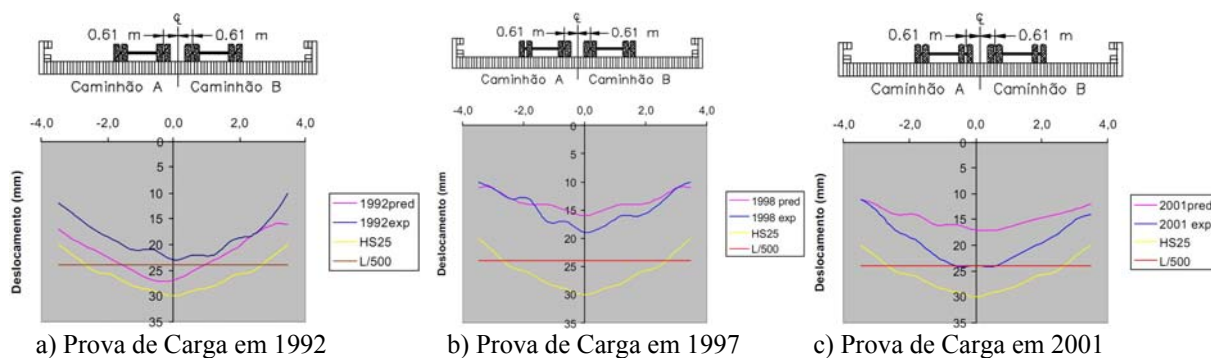 ℄
0.61 m 0.61 m
Caminhão A Caminhão B
-4,0 -2,0 0,0 2,0 4,0
0
5
10
15
20
25
30
35
Deslocamento (mm)
1992pred
1992exp
HS25
L/500
a) Prova de Carga em 1992
℄
0.61 m 0.61 m
Caminhão A Caminhão B
-4,0 -2,0 0,0 2,0 4,0
0
5
10
15
20
25
30
35
Deslocamento (mm)
1998 pred
1998 exp
HS25
L/500
b) Prova de Carga em 1997
℄
0.61 m 0.61 m
Caminhão A Caminhão B
-4,0 -2,0 0,0 2,0 4,0
0
5
10
15
20
25
30
35
Deslocamento (mm)
2001pred
2001 exp
HS25
L/500
c) Prova de Carga em 2001